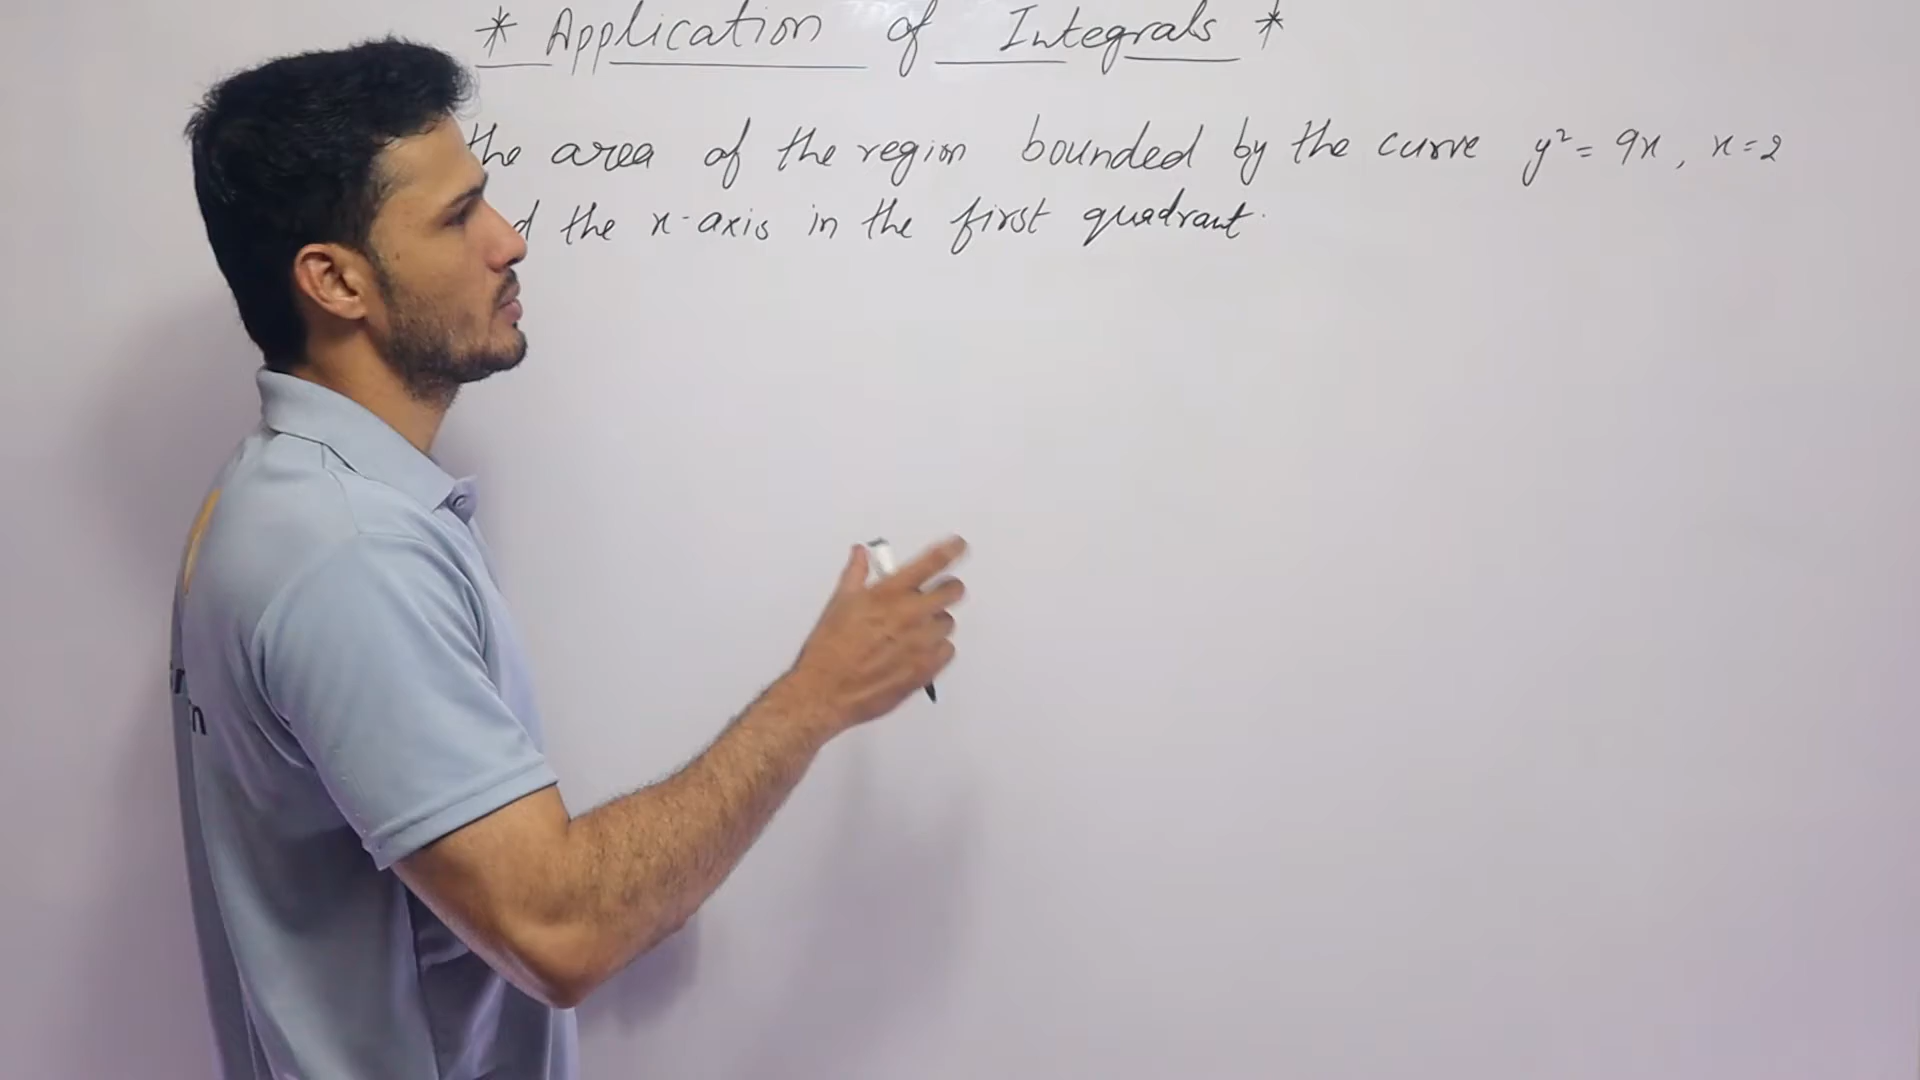 * Application of Integrals *
the area of the region bounded by the curve y² = 9x, x=2
d the x-axis in the first quadrant.